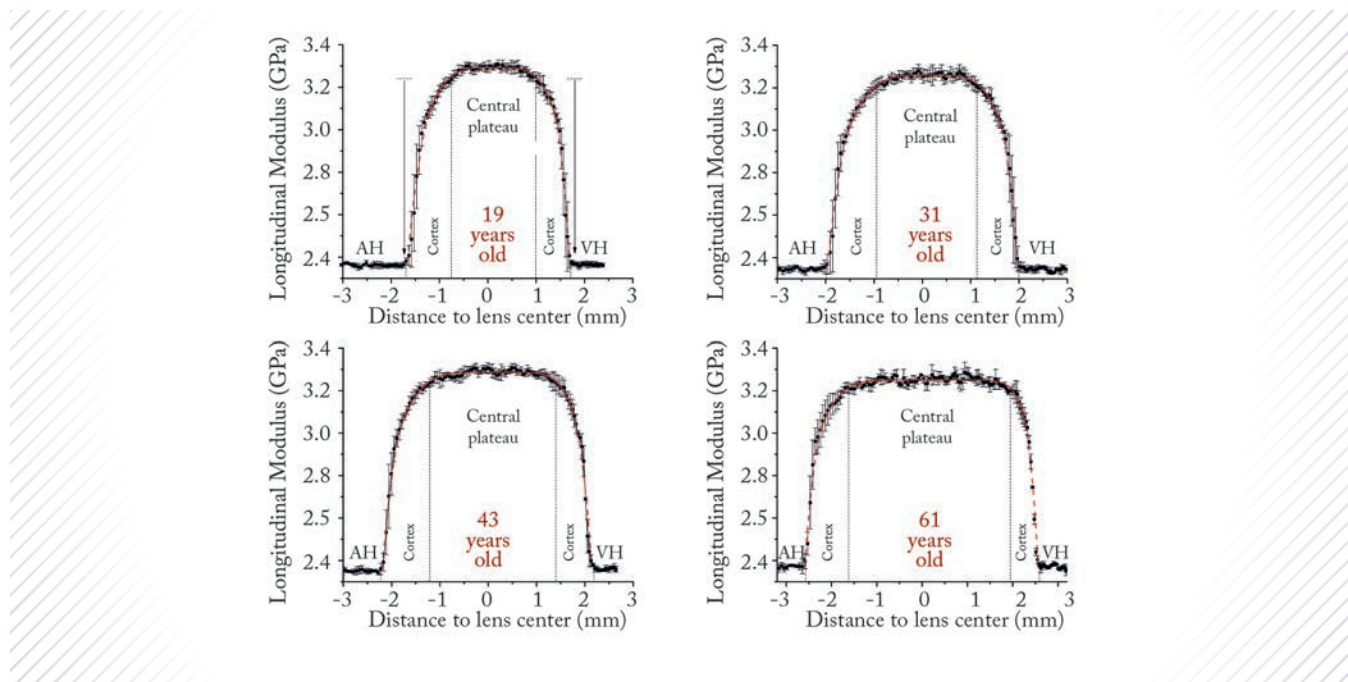 Longitudinal Modulus (GPa)
3.4
3.2
3.0
2.8
2.5
2.4
Central
plateau
19
years
old
AH
Cortex
Cortex
VH
-3 -2 -1 0 1 2 3
Distance to lens center (mm)
Longitudinal Modulus (GPa)
3.4
3.2
3.0
2.8
2.5
2.4
Central
plateau
31
years
old
AH
Cortex
Cortex
VH
-3 -2 -1 0 1 2 3
Distance to lens center (mm)
Longitudinal Modulus (GPa)
3.4
3.2
3.0
2.8
2.5
2.4
Central
plateau
43
years
old
AH
Cortex
Cortex
VH
-3 -2 -1 0 1 2 3
Distance to lens center (mm)
Longitudinal Modulus (GPa)
3.4
3.2
3.0
2.8
2.5
2.4
Central
plateau
61
years
old
AH
Cortex
Cortex
VH
-3 -2 -1 0 1 2 3
Distance to lens center (mm)